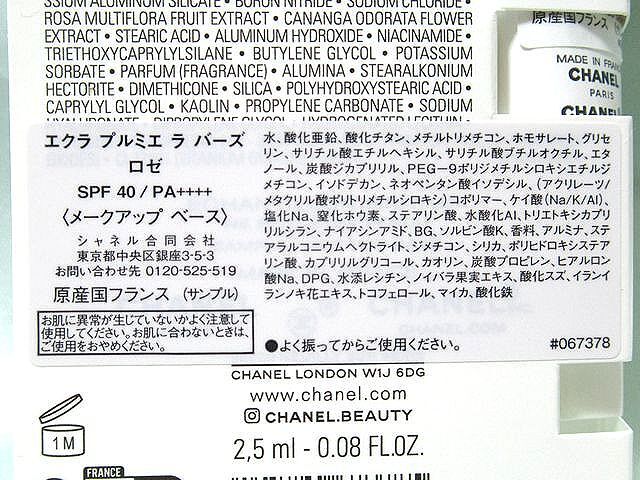 SSIUM ALUMINUM SILICATE • BORON NITRIDE • SODIUM CHLORIDE •
ROSA MULTIFLORA FRUIT EXTRACT • CANANGA ODORATA FLOWER
EXTRACT • STEARIC ACID • ALUMINUM HYDROXIDE • NIACINAMIDE •
TRIETHOXYCAPRYLYLSILANE • BUTYLENE GLYCOL • POTASSIUM
SORBATE • PARFUM (FRAGRANCE) • ALUMINA • STEARALKONIUM
HECTORITE • DIMETHICONE • SILICA • POLYHYDROXYSTEARIC ACID •
CAPRYLYL GLYCOL • KAOLIN • PROPYLENE CARBONATE • SODIUM
HYALURONATE • DIPROPYLENE GLYCOL • HYDROGENATED LECITHIN •
原産国フランス
MADE IN FRANCE
CHANEL
PARIS
CHANEL
エクラ プルミエ ラ バーズ
ロゼ
SPF 40 / PA++++
〈メークアップ ベース〉
シャネル合同会社
東京都中央区銀座3-5-3
お問い合わせ先 0120-525-519
原産国フランス (サンプル)
お肌に異常が生じていないかよく注意して
使用してください。お肌に合わないときは、
ご使用をおやめください。
水、酸化亜鉛、酸化チタン、メチルトリメチコン、ホモサレート、グリセ
リン、サリチル酸エチルヘキシル、サリチル酸ブチルオクチル、エタ
ノール、炭酸ジカプリリル、PEG-9ポリジメチルシロキシエチルジ
メチコン、イソドデカン、ネオペンタン酸イソデシル、(アクリレーツ/
メタクリル酸ポリトリメチルシロキシ)コポリマー、ケイ酸(Na/K/Al)、
塩化Na、窒化ホウ素、ステアリン酸、水酸化Al、トリエトキシカプリ
リルシラン、ナイアシンアミド、BG、ソルビン酸K、香料、アルミナ、ステ
アラルコニウムヘクトライト、ジメチコン、シリカ、ポリヒドロキシステア
リン酸、カプリリルグリコール、カオリン、炭酸プロピレン、ヒアルロン
酸Na、DPG、水添レシチン、ノイバラ果実エキス、酸化スズ、イランイ
ランノキ花エキス、トコフェロール、マイカ、酸化鉄
●よく振ってからご使用ください。
#067378
CHANEL LONDON W1J 6DG
www.chanel.com
CHANEL.BEAUTY
1M
2,5 ml - 0.08 FL.OZ.
FRANCE